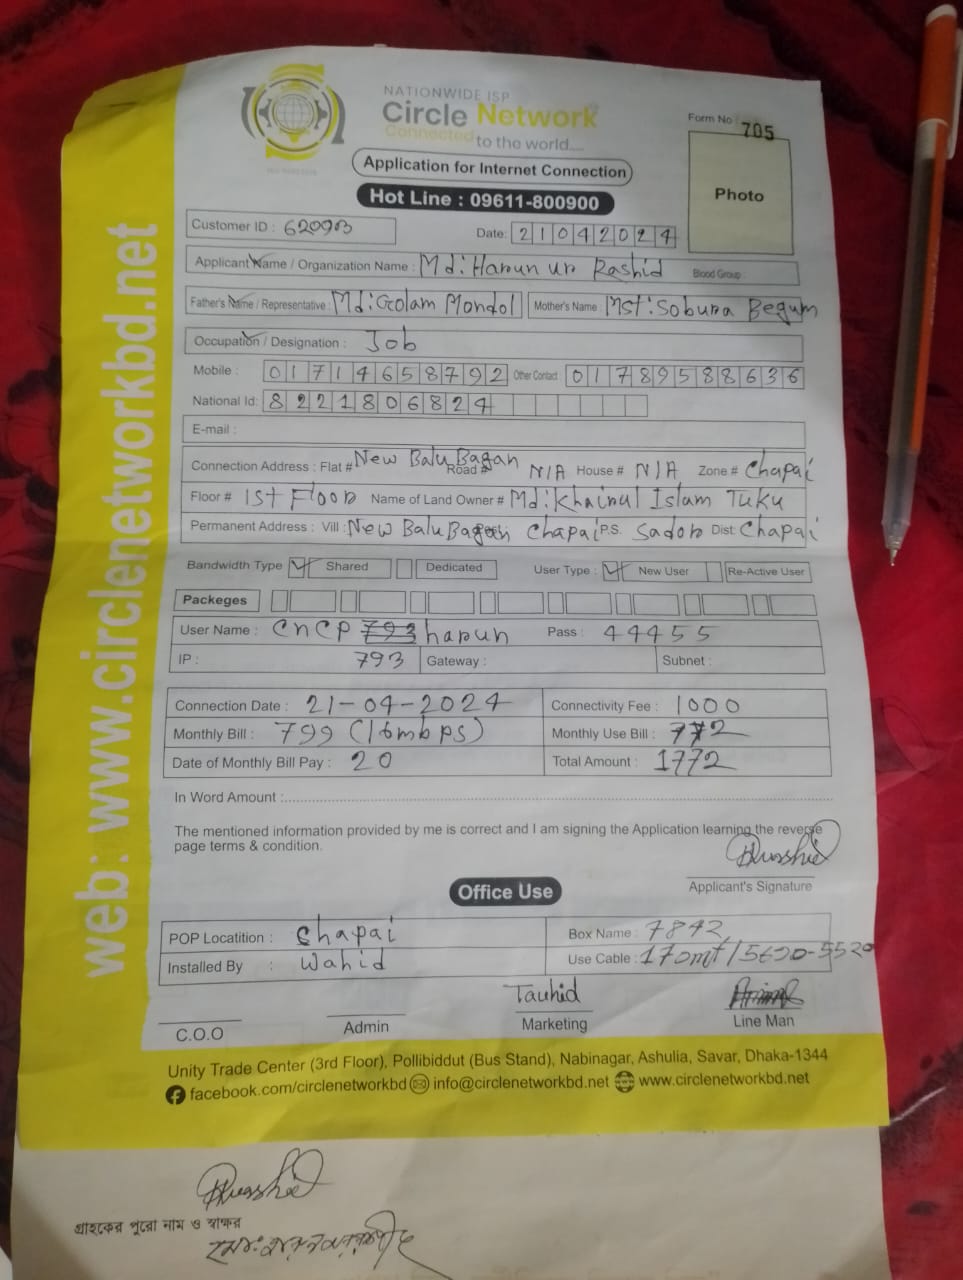 NATIONWIDE ISP
Circle Network
Connected to the world....
Form No 705
Photo
Application for Internet Connection
Hot Line : 09611-800900
Customer ID : 62093
Date: 21042024
Applicant Name / Organization Name : Md: Harun ur Rashid Blood Group :
Father's Name / Representative : Md: Golam Mondol Mother's Name : Mst: Sobura Begum
Occupation / Designation : Job
Mobile : 01714658792 Other Contact : 01789588636
National Id: 8221806824
E-mail :
Connection Address : Flat # New Balu Bagan Road # N/A House # N/A Zone # Chapai
Floor # 1st Floor Name of Land Owner # Md: Khairul Islam Tuku
Permanent Address : Vill : New Balu Bagan Chapai P.S. Sador Dist: Chapai
Bandwidth Type Shared Dedicated User Type : New User Re-Active User
Packeges
User Name : CNCP harun Pass : 44455
IP : 793 Gateway : Subnet :
Connection Date : 21-04-2024 Connectivity Fee : 1000
Monthly Bill : 799 (16mbps) Monthly Use Bill : 772
Date of Monthly Bill Pay : 20 Total Amount : 1772
In Word Amount :
The mentioned information provided by me is correct and I am signing the Application learning the reverse
page terms & condition.
Applicant's Signature
Office Use
POP Locatition : Chapai Box Name : 7842
Installed By : Wahid Use Cable : 170mt / 5690-5520
Tauhid
C.O.O Admin Marketing Line Man
Unity Trade Center (3rd Floor), Pollibiddut (Bus Stand), Nabinagar, Ashulia, Savar, Dhaka-1344
facebook.com/circlenetworkbd info@circlenetworkbd.net www.circlenetworkbd.net
web: www.circlenetworkbd.net
গ্রাহকের পুরো নাম ও স্বাক্ষর